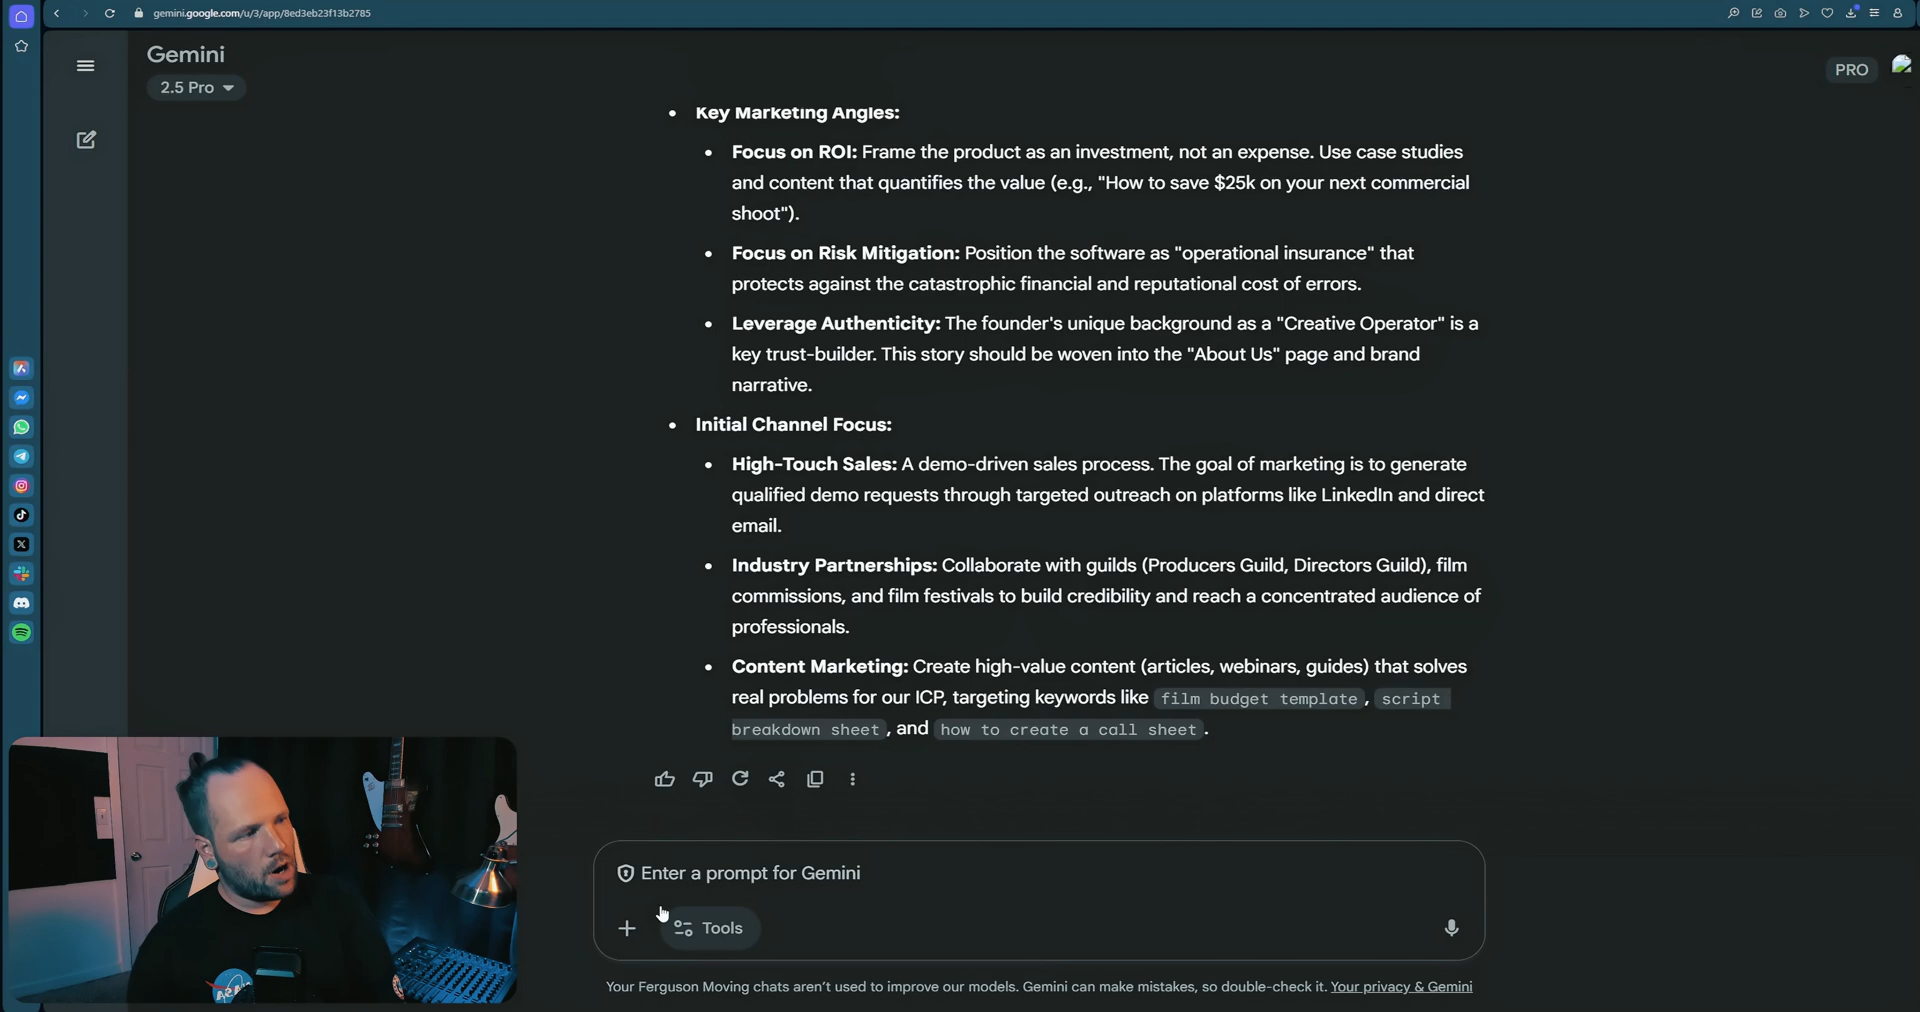 gemini.google.com/u/3/app/8ed3eb23f13b2785
Gemini
2.5 Pro
PRO
Key Marketing Angles:
Focus on ROI: Frame the product as an investment, not an expense. Use case studies
and content that quantifies the value (e.g., "How to save $25k on your next commercial
shoot").
Focus on Risk Mitigation: Position the software as "operational insurance" that
protects against the catastrophic financial and reputational cost of errors.
Leverage Authenticity: The founder's unique background as a "Creative Operator" is a
key trust-builder. This story should be woven into the "About Us" page and brand
narrative.
Initial Channel Focus:
High-Touch Sales: A demo-driven sales process. The goal of marketing is to generate
qualified demo requests through targeted outreach on platforms like LinkedIn and direct
email.
Industry Partnerships: Collaborate with guilds (Producers Guild, Directors Guild), film
commissions, and film festivals to build credibility and reach a concentrated audience of
professionals.
Content Marketing: Create high-value content (articles, webinars, guides) that solves
real problems for our ICP, targeting keywords like film budget template, script
breakdown sheet, and how to create a call sheet.
Enter a prompt for Gemini
Tools
Your Ferguson Moving chats aren't used to improve our models. Gemini can make mistakes, so double-check it. Your privacy & Gemini